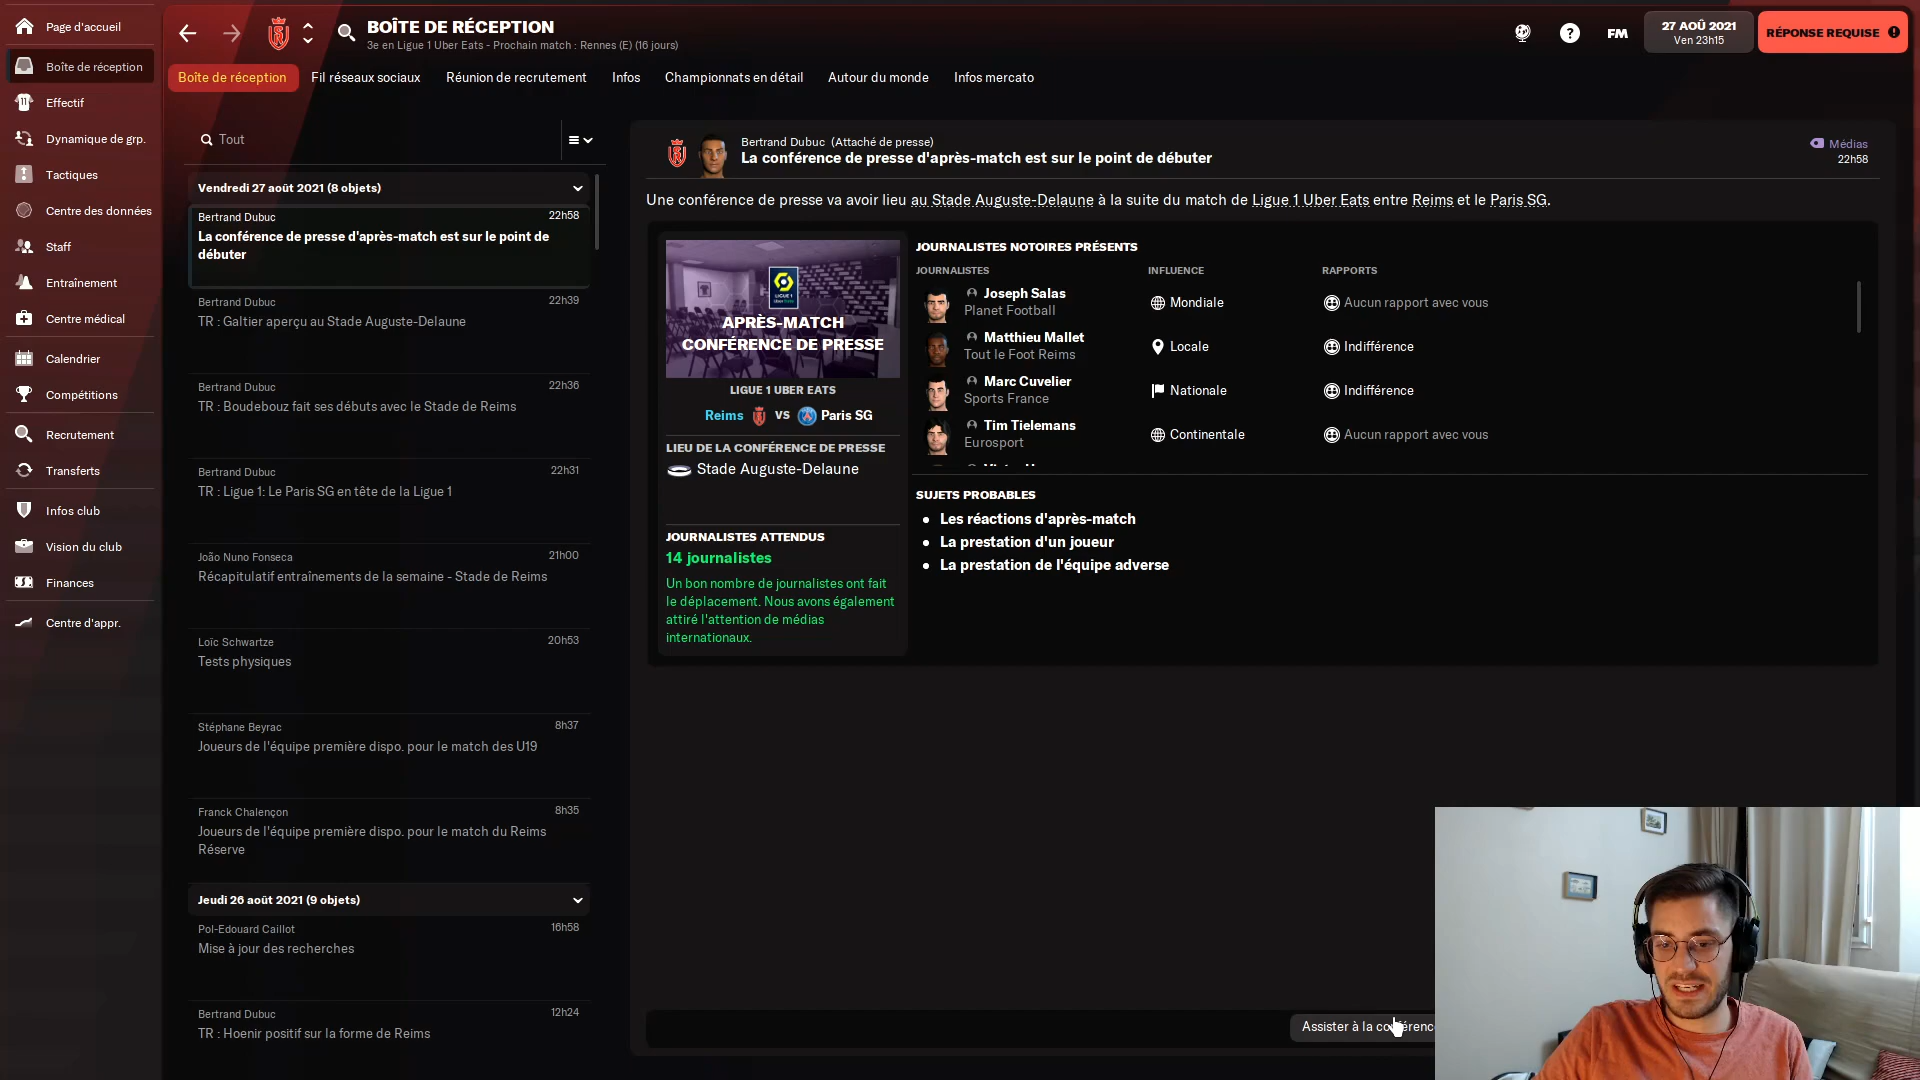 Page d'accueil
Boîte de réception
Effectif
Dynamique de grp.
Tactiques
Centre des données
Staff
Entraînement
Centre médical
Calendrier
Compétitions
Recrutement
Transferts
Infos club
Vision du club
Finances
Centre d'appr.
BOÎTE DE RÉCEPTION
3e en Ligue 1 Uber Eats - Prochain match : Rennes (E) (16 jours)
FM
27 AOÛ 2021
Ven 23h15
RÉPONSE REQUISE
Boîte de réception
Fil réseaux sociaux
Réunion de recrutement
Infos
Championnats en détail
Autour du monde
Infos mercato
Tout
Vendredi 27 août 2021 (8 objets)
Bertrand Dubuc 22h58
La conférence de presse d'après-match est sur le point de
débuter
Bertrand Dubuc 22h39
TR : Galtier aperçu au Stade Auguste-Delaune
Bertrand Dubuc 22h36
TR : Boudebouz fait ses débuts avec le Stade de Reims
Bertrand Dubuc 22h31
TR : Ligue 1: Le Paris SG en tête de la Ligue 1
João Nuno Fonseca 21h00
Récapitulatif entraînements de la semaine - Stade de Reims
Loïc Schwartze 20h53
Tests physiques
Stéphane Beyrac 8h37
Joueurs de l'équipe première dispo. pour le match des U19
Franck Chalençon 8h35
Joueurs de l'équipe première dispo. pour le match du Reims
Réserve
Jeudi 26 août 2021 (9 objets)
Pol-Edouard Caillot 16h58
Mise à jour des recherches
Bertrand Dubuc 12h24
TR : Hoenir positif sur la forme de Reims
Bertrand Dubuc (Attaché de presse)
La conférence de presse d'après-match est sur le point de débuter
Médias
22h58
Une conférence de presse va avoir lieu au Stade Auguste-Delaune à la suite du match de Ligue 1 Uber Eats entre Reims et le Paris SG.
LIGUE 1
APRÈS-MATCH
CONFÉRENCE DE PRESSE
LIGUE 1 UBER EATS
Reims VS Paris SG
LIEU DE LA CONFÉRENCE DE PRESSE
Stade Auguste-Delaune
JOURNALISTES ATTENDUS
14 journalistes
Un bon nombre de journalistes ont fait
le déplacement. Nous avons également
attiré l'attention de médias
internationaux.
JOURNALISTES NOTOIRES PRÉSENTS
JOURNALISTES INFLUENCE RAPPORTS
Joseph Salas
Planet Football
Mondiale
Aucun rapport avec vous
Matthieu Mallet
Tout le Foot Reims
Locale
Indifférence
Marc Cuvelier
Sports France
Nationale
Indifférence
Tim Tielemans
Eurosport
Continentale
Aucun rapport avec vous
SUJETS PROBABLES
Les réactions d'après-match
La prestation d'un joueur
La prestation de l'équipe adverse
Assister à la